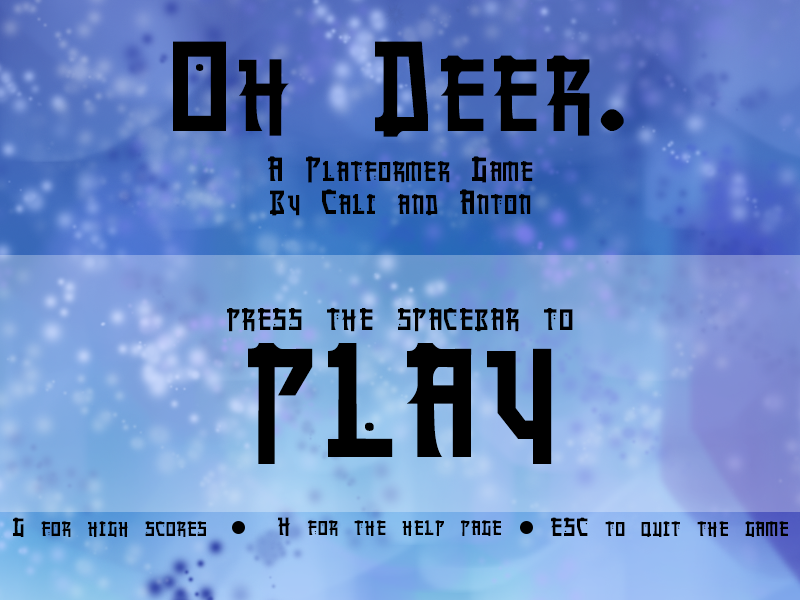 Oh Deer.
A Platformer Game
By Cali and Anton
press the spacebar to
PLAY
G for high scores • H for the help page • ESC to quit the game